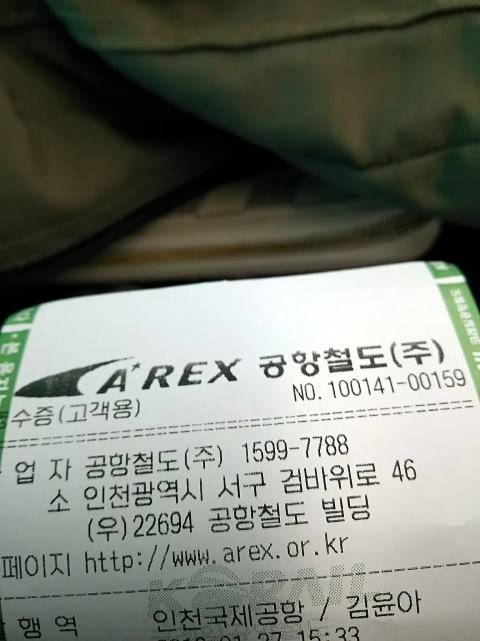 A*REX 공항철도(주)
NO. 100141-00159
수증(고객용)
업 자 공항철도(주) 1599-7788
소 인천광역시 서구 검바위로 46
(우)22694 공항철도 빌딩
페이지 http://www.arex.or.kr
KORAIL
행 역 인천국제공항 / 김윤아
15:33